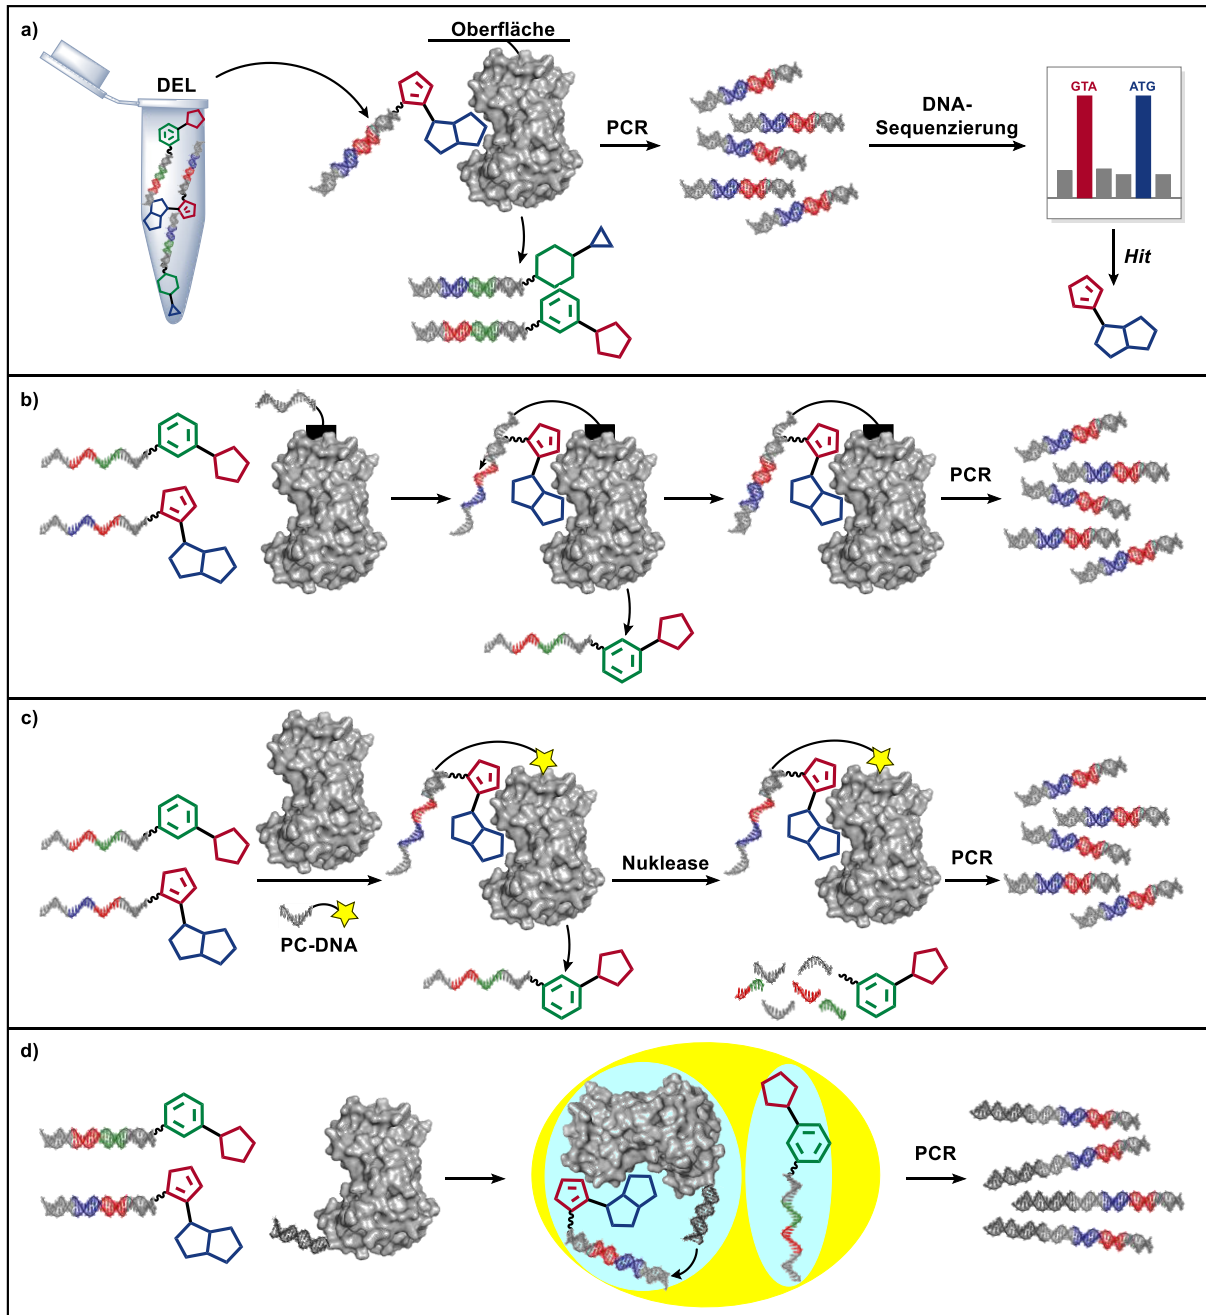 a)
Oberfläche
DEL
PCR
DNA-
Sequenzierung
GTA
ATG
Hit
b)
PCR
c)
Nuklease
PCR
PC-DNA
d)
PCR